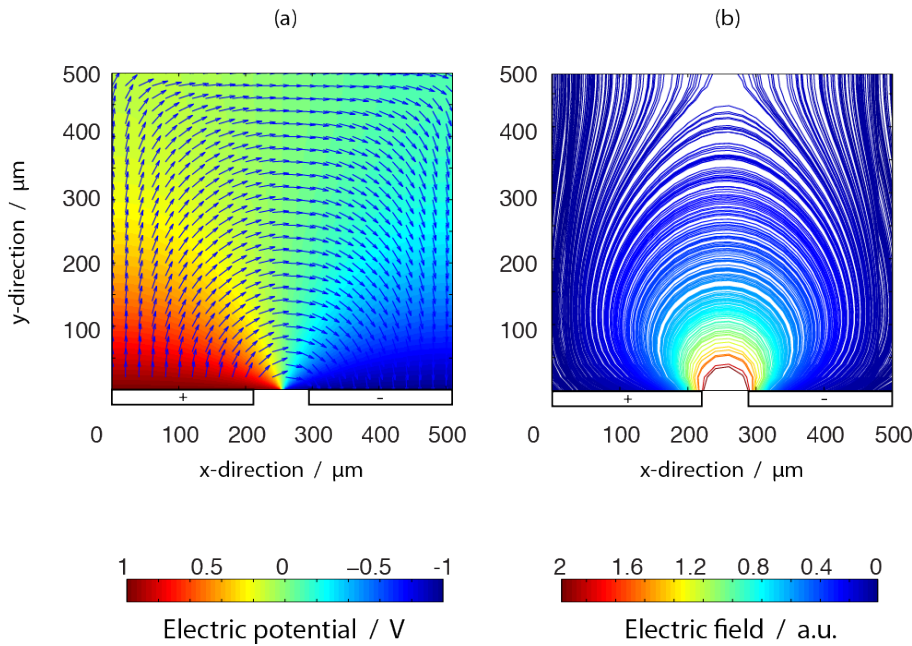 (a) (b)
500 500
400 400
300 300
200 200
100 100
y-direction / μm
+ - + -
0 100 200 300 400 500 0 100 200 300 400 500
x-direction / μm x-direction / μm
1 0.5 0 −0.5 -1 2 1.6 1.2 0.8 0.4 0
Electric potential / V Electric field / a.u.